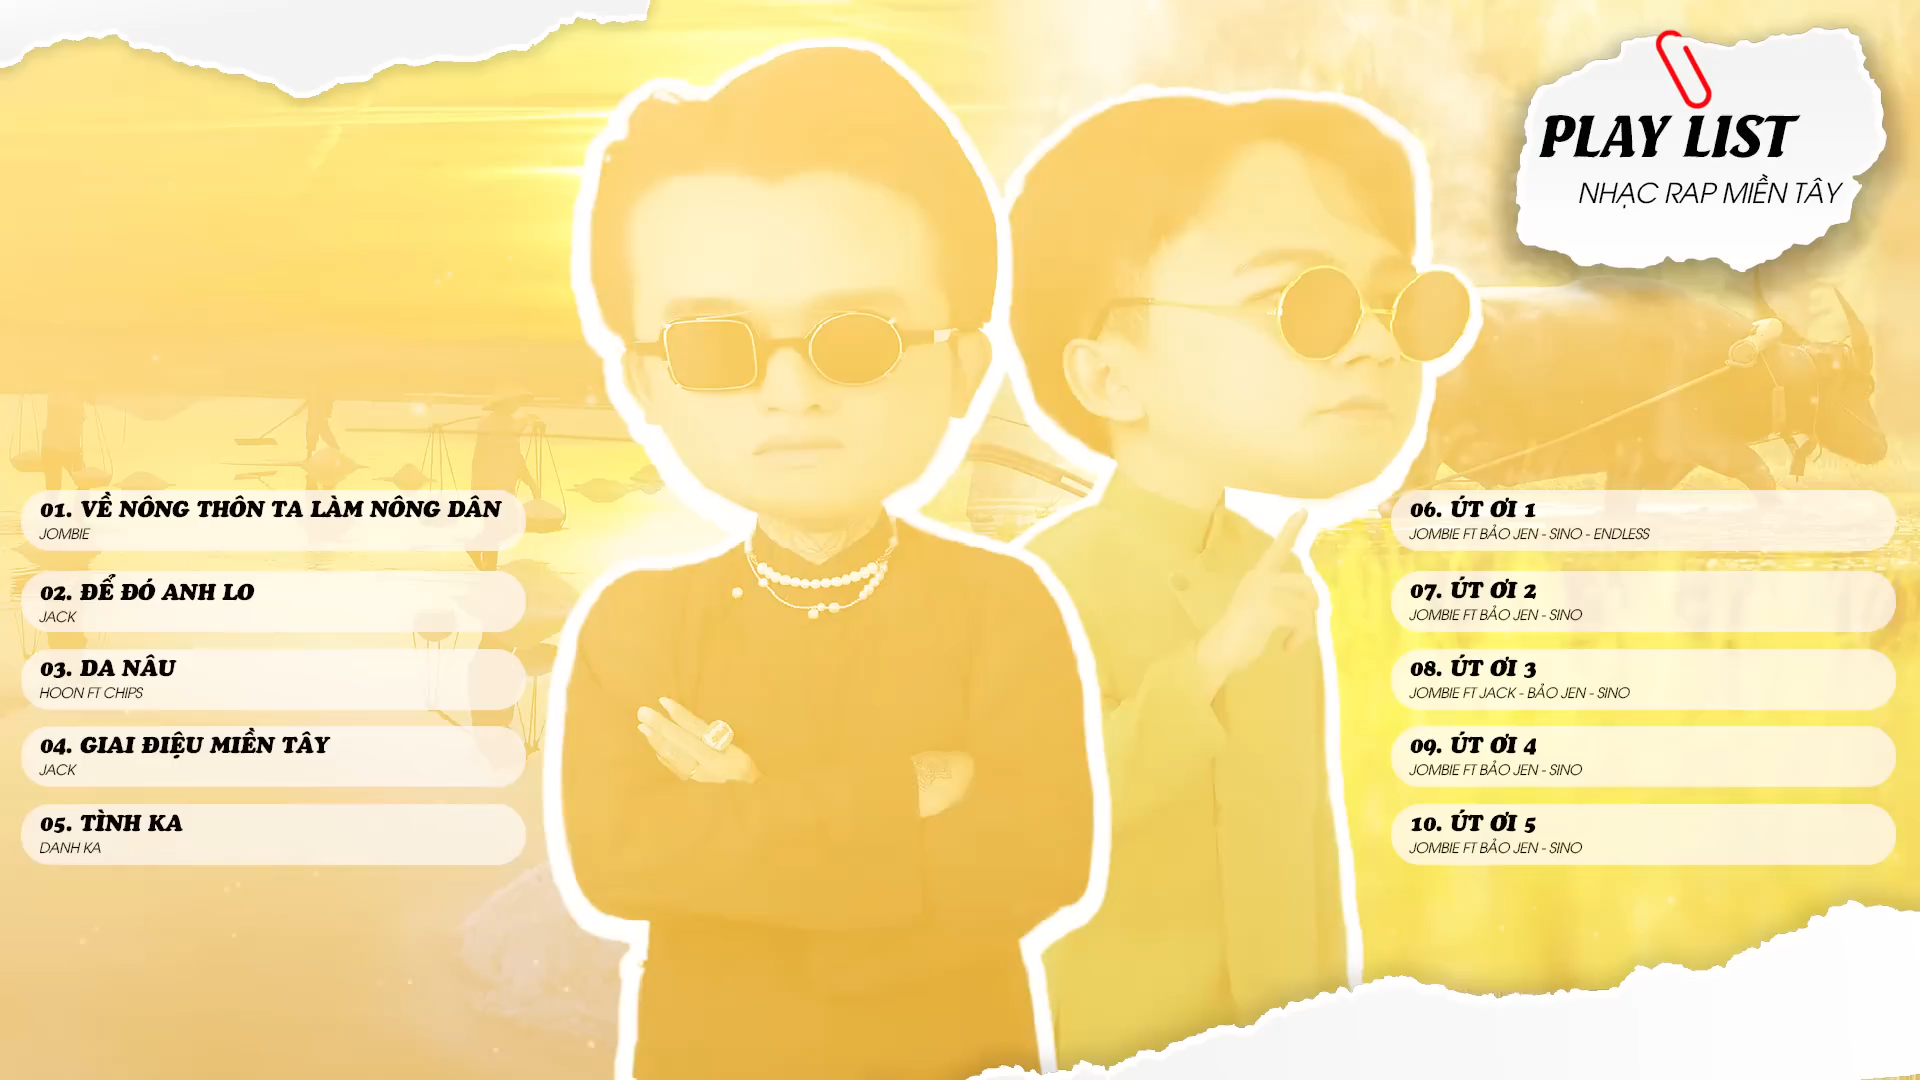 PLAY LIST
NHẠC RAP MIỀN TÂY
01. VỀ NÔNG THÔN TA LÀM NÔNG DÂN
JOMBIE
02. ĐỂ ĐÓ ANH LO
JACK
03. DA NÂU
HOON FT CHIPS
04. GIAI ĐIỆU MIỀN TÂY
JACK
05. TÌNH KA
DANH KA
06. ÚT ƠI 1
JOMBIE FT BẢO JEN - SINO - ENDLESS
07. ÚT ƠI 2
JOMBIE FT BẢO JEN - SINO
08. ÚT ƠI 3
JOMBIE FT JACK - BẢO JEN - SINO
09. ÚT ƠI 4
JOMBIE FT BẢO JEN - SINO
10. ÚT ƠI 5
JOMBIE FT BẢO JEN - SINO